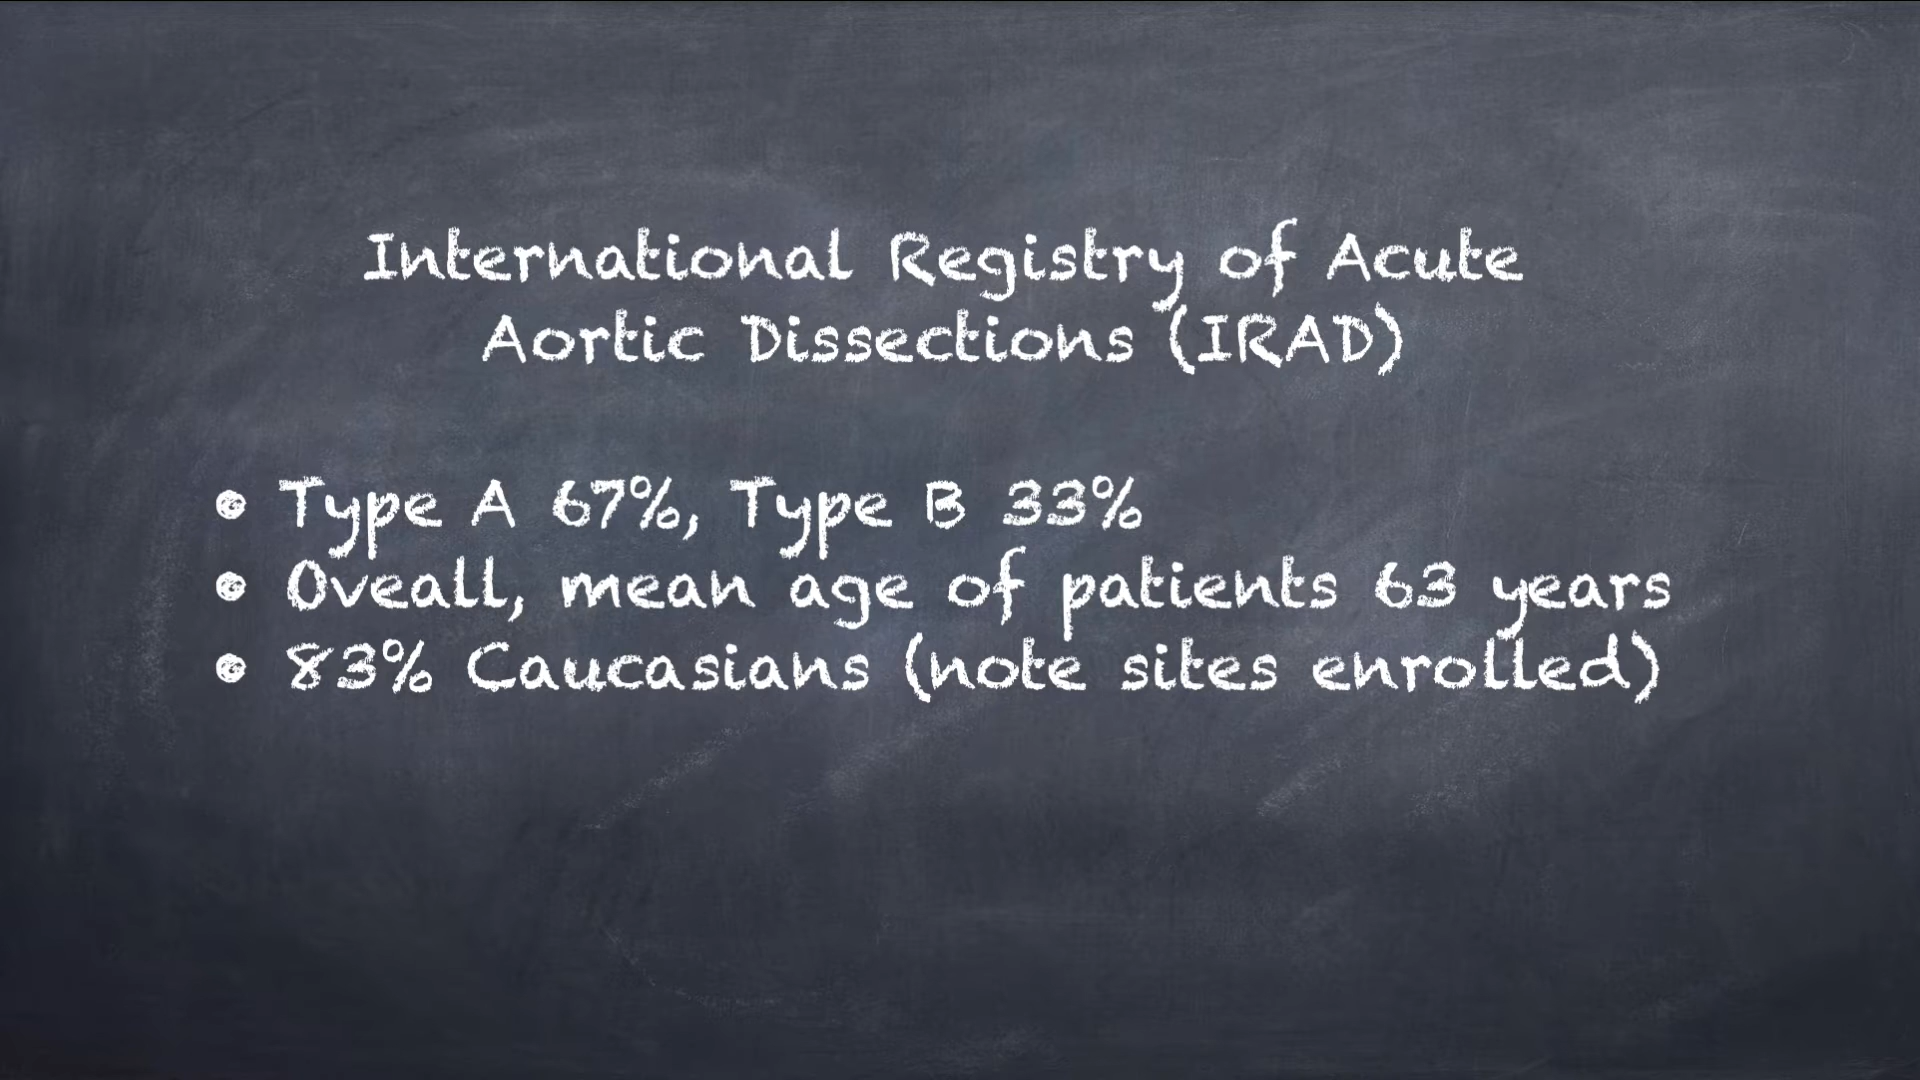 International Registry of Acute
Aortic Dissections (IRAD)
• Type A 67%, Type B 33%
• Oveall, mean age of patients 63 years
• 83% Caucasians (note sites enrolled)